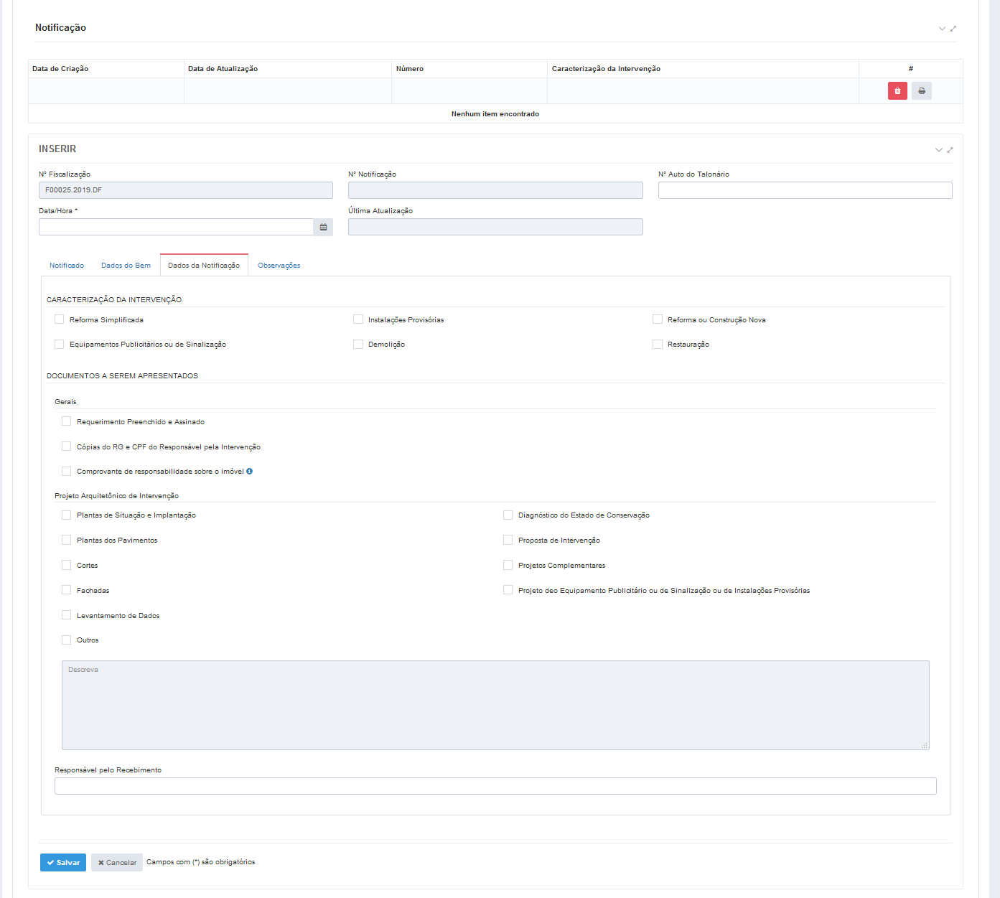 Notificação
Data de Criação Data de Atualização Número Caracterização da Intervenção #
Nenhum item encontrado
INSERIR
N° Fiscalização N° Notificação N° Auto do Talonário
F00025.2019.DF
Data/Hora * Última Atualização
Notificado Dados do Bem Dados da Notificação Observações
CARACTERIZAÇÃO DA INTERVENÇÃO
Reforma Simplificada Instalações Provisórias Reforma ou Construção Nova
Equipamentos Publicitários ou de Sinalização Demolição Restauração
DOCUMENTOS A SEREM APRESENTADOS
Gerais
Requerimento Preenchido e Assinado
Cópias do RG e CPF do Responsável pela Intervenção
Comprovante de responsabilidade sobre o imóvel
Projeto Arquitetônico de Intervenção
Plantas de Situação e Implantação Diagnóstico do Estado de Conservação
Plantas dos Pavimentos Proposta de Intervenção
Cortes Projetos Complementares
Fachadas Projeto deo Equipamento Publicitário ou de Sinalização ou de Instalações Provisórias
Levantamento de Dados
Outros
Descreva
Responsável pelo Recebimento
Salvar Cancelar Campos com (*) são obrigatórios